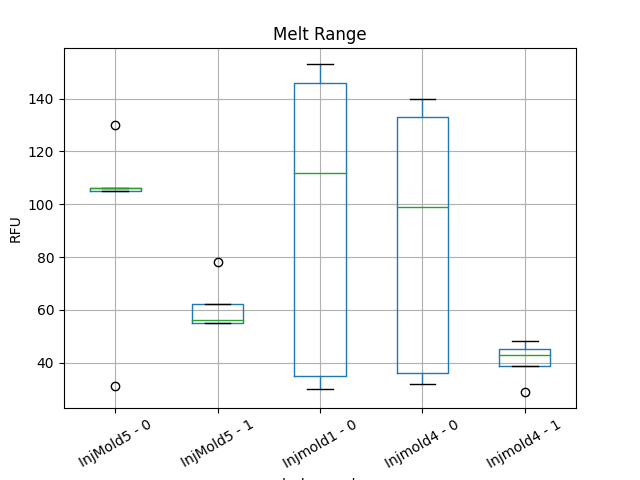 Melt Range
RFU
140
120
100
80
60
40
InjMold5 - 0
InjMold5 - 1
Injmold1 - 0
Injmold4 - 0
Injmold4 - 1